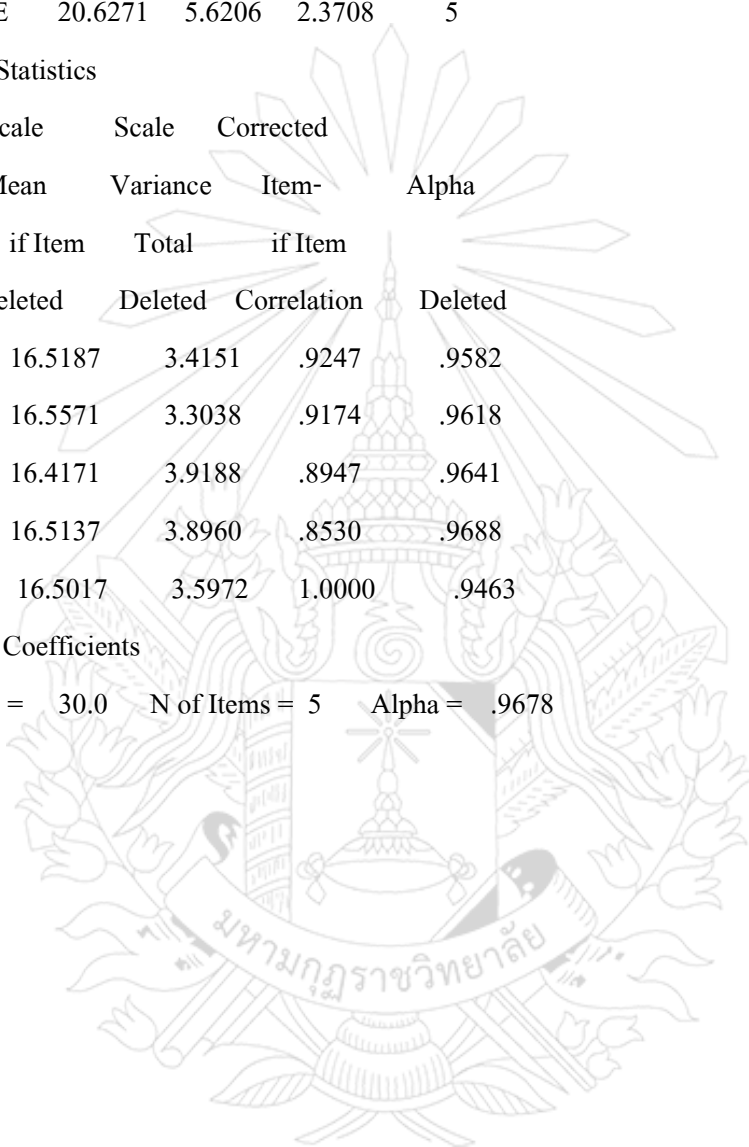 E 20.6271 5.6206 2.3708 5
Statistics
cale Scale Corrected
Mean Variance Item- Alpha
if Item Total if Item
eleted Deleted Correlation Deleted
16.5187 3.4151 .9247 .9582
16.5571 3.3038 .9174 .9618
16.4171 3.9188 .8947 .9641
16.5137 3.8960 .8530 .9688
16.5017 3.5972 1.0000 .9463
Coefficients
= 30.0 N of Items = 5 Alpha = .9678
มหามกุฏราชวิทยาลัย